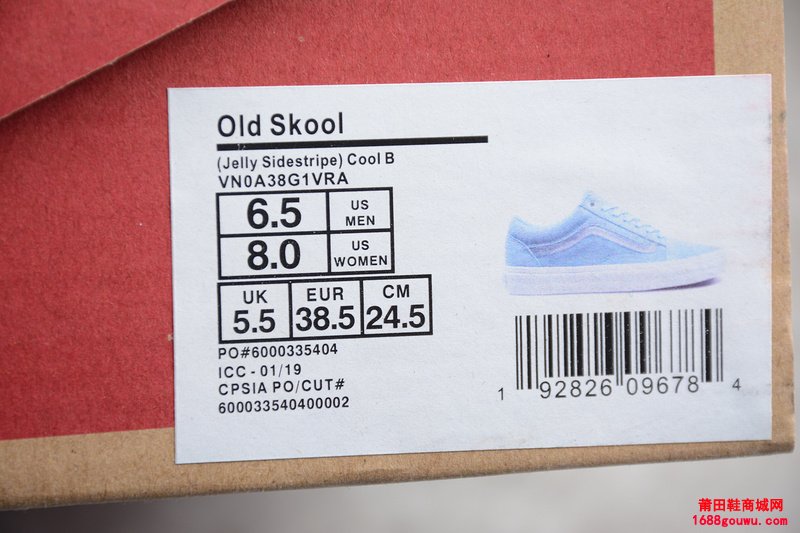 Old Skool
(Jelly Sidestripe) Cool B
VN0A38G1VRA
6.5 US MEN
8.0 US WOMEN
UK EUR CM
5.5 38.5 24.5
PO#6000335404
ICC - 01/19
CPSIA PO/CUT#
600033540400002
1 92826 09678 4
莆田鞋商城网
1688gouwu.com